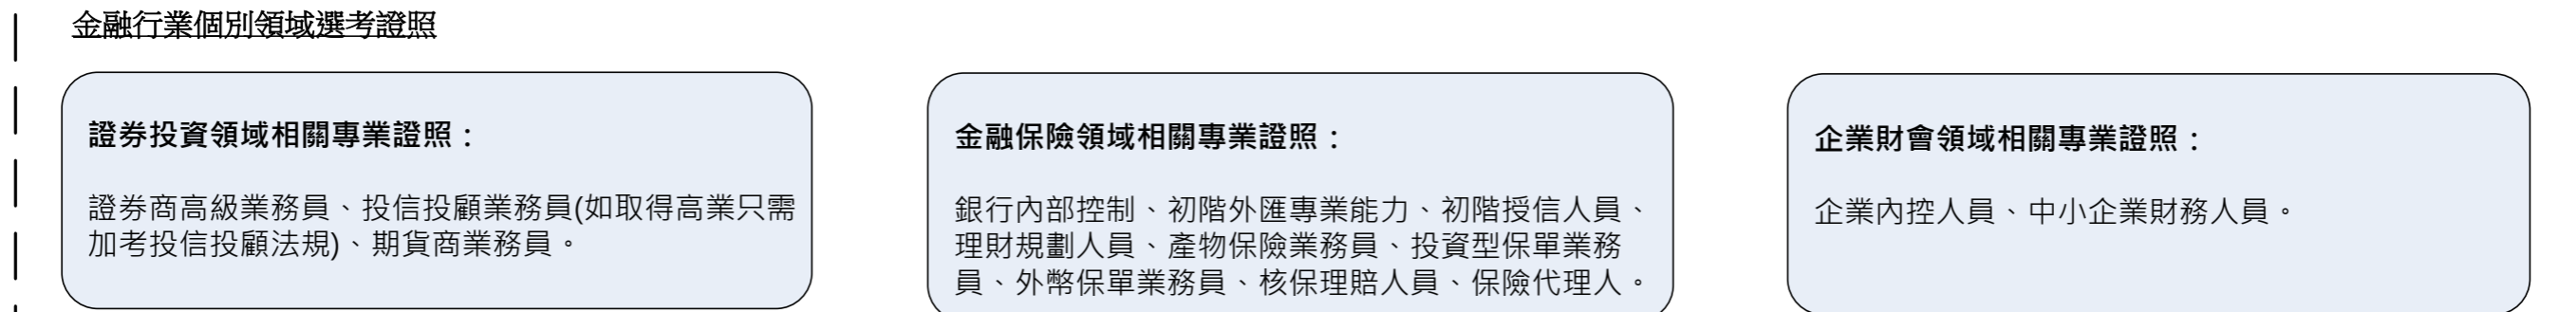 金融行業個別領域選考證照
證券投資領域相關專業證照：
證券商高級業務員、投信投顧業務員(如取得高業只需
加考投信投顧法規)、期貨商業務員。
金融保險領域相關專業證照：
銀行內部控制、初階外匯專業能力、初階授信人員、
理財規劃人員、產物保險業務員、投資型保單業務
員、外幣保單業務員、核保理賠人員、保險代理人。
企業財會領域相關專業證照：
企業內控人員、中小企業財務人員。